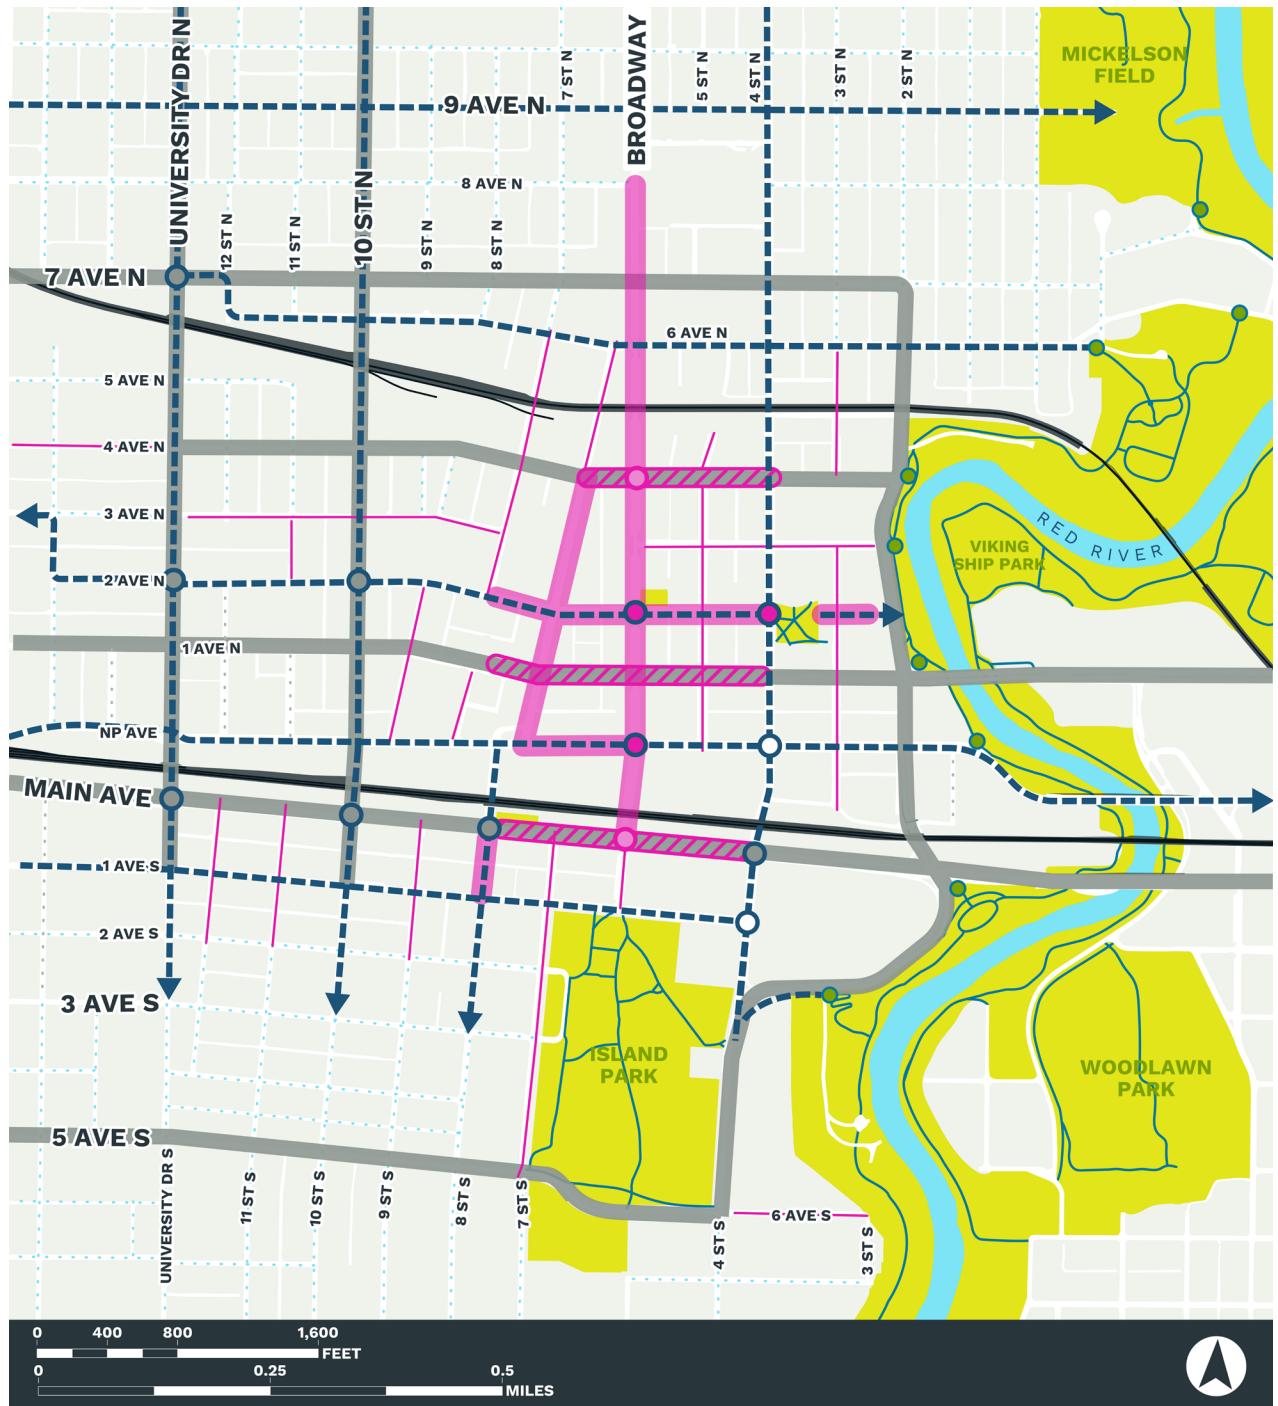 UNIVERSITY DR N
10 ST N
BROADWAY
7 ST N
5 ST N
4 ST N
3 ST N
2 ST N
MICKELSON
FIELD
9 AVE N
8 AVE N
12 ST N
11 ST N
9 ST N
8 ST N
7 AVE N
6 AVE N
5 AVE N
4 AVE N
3 AVE N
RED RIVER
VIKING
SHIP PARK
2 AVE N
1 AVE N
NP AVE
MAIN AVE
1 AVE S
2 AVE S
3 AVE S
ISLAND
PARK
WOODLAWN
PARK
5 AVE S
UNIVERSITY DR S
11 ST S
10 ST S
9 ST S
8 ST S
7 ST S
4 ST S
6 AVE S
3 ST S
0 400 800 1,600
FEET
0 0.25 0.5
MILES